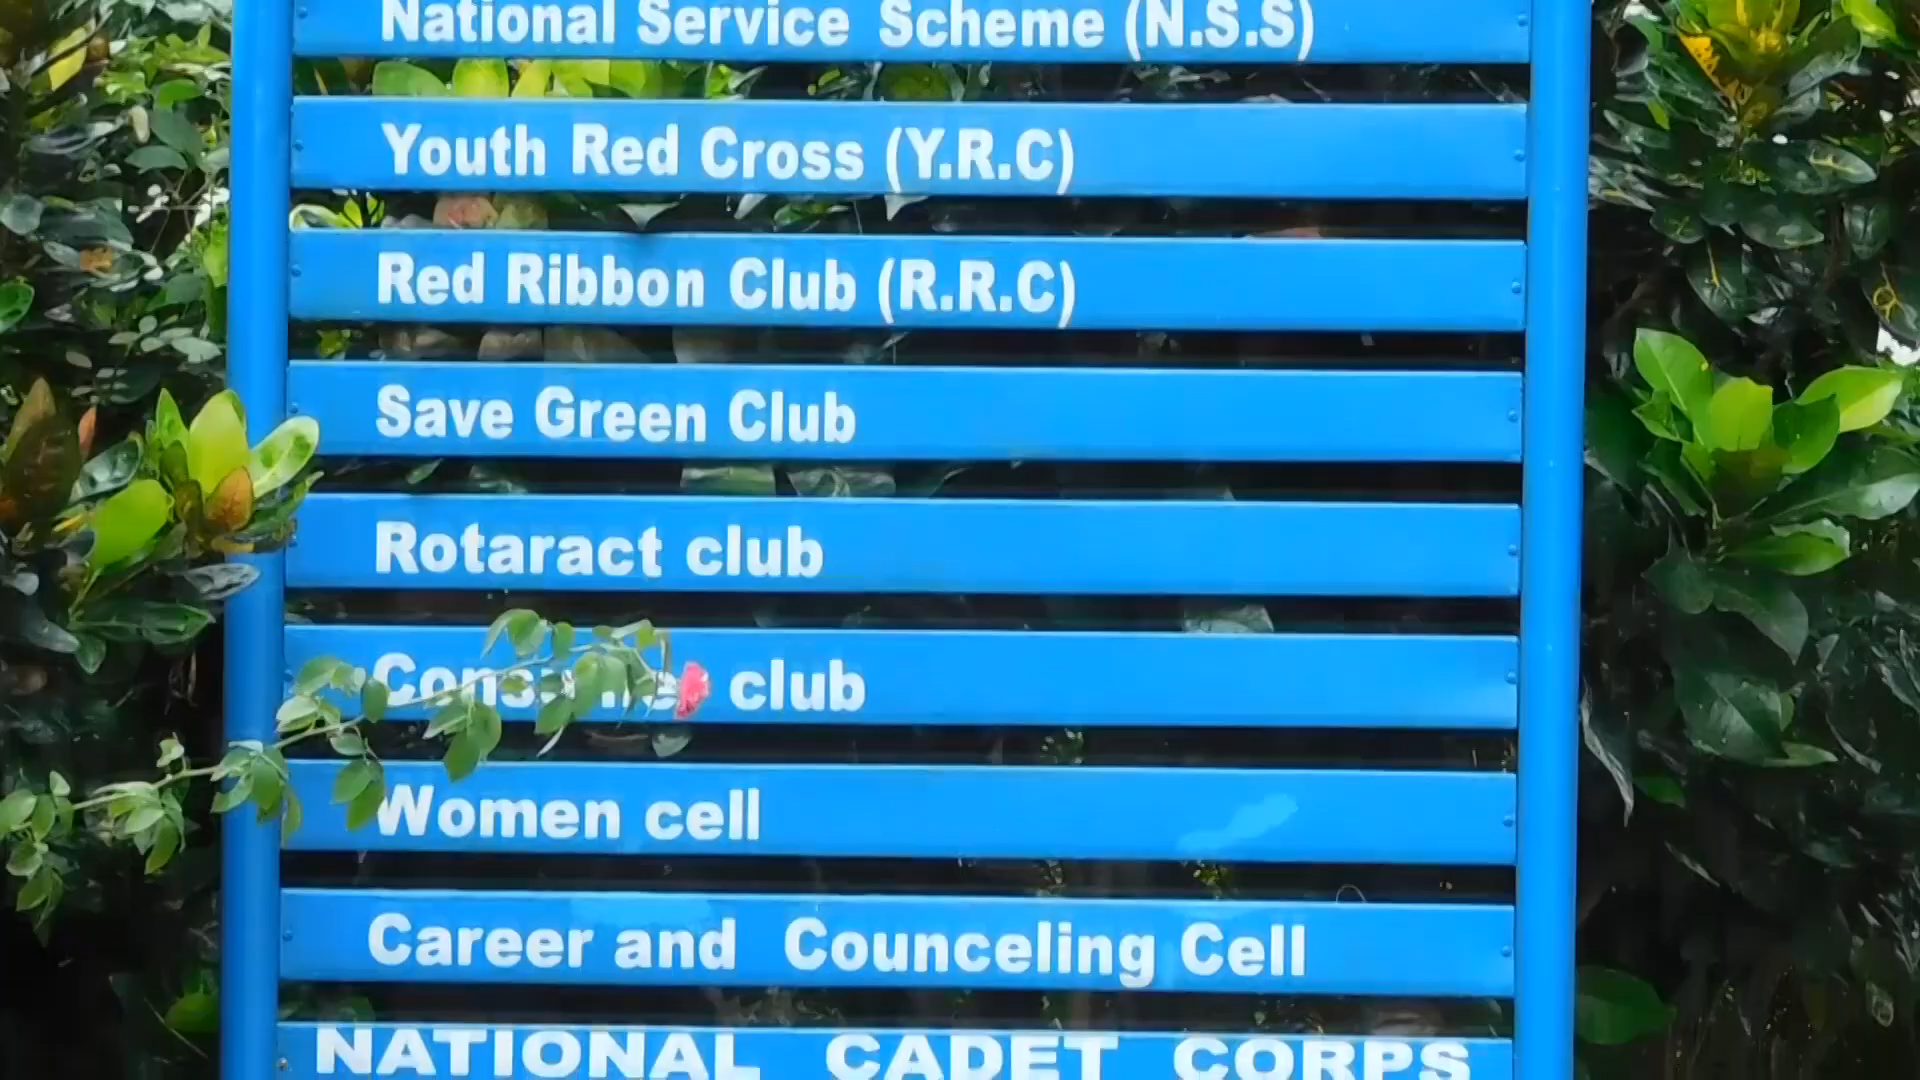 National Service Scheme (N.S.S)
Youth Red Cross (Y.R.C)
Red Ribbon Club (R.R.C)
Save Green Club
Rotaract club
club
Women cell
Career and Counceling Cell
NATIONAL CADET CORPS